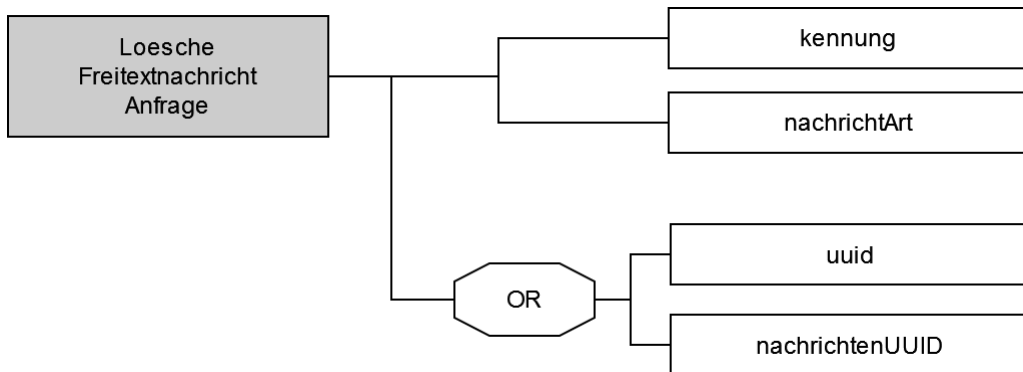 Loesche
Freitextnachricht
Anfrage
kennung
nachrichtArt
OR
uuid
nachrichtenUUID